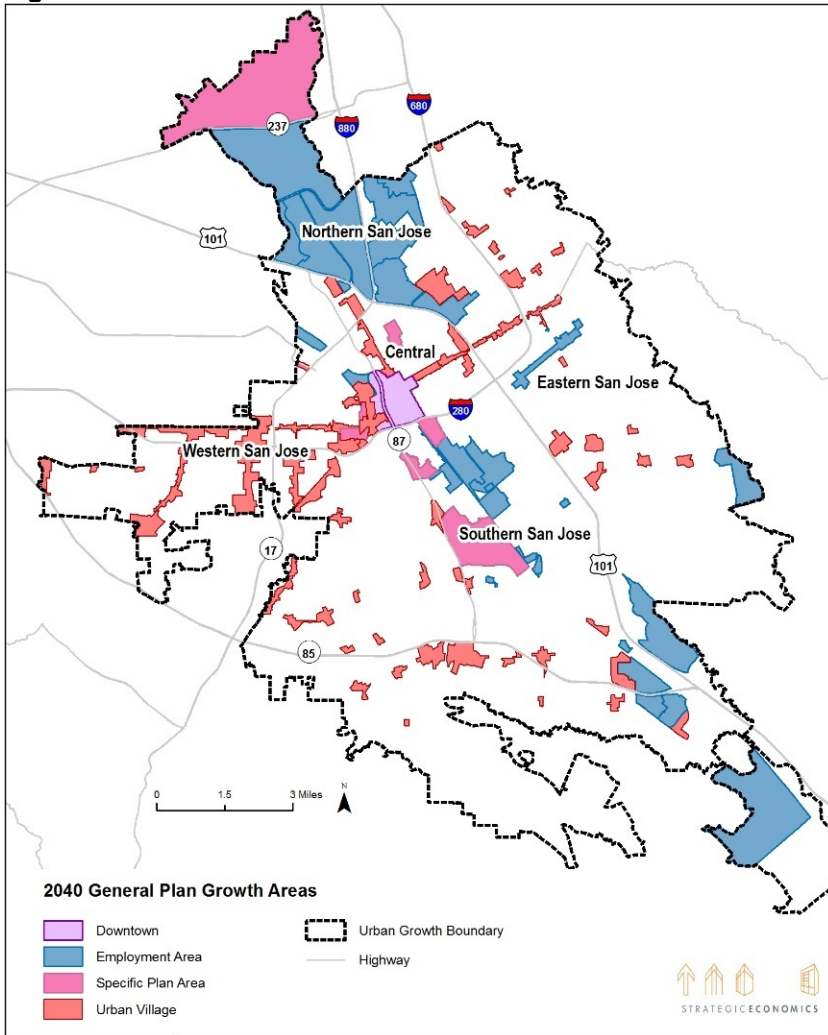 237
680
880
101
Northern San Jose
Central
Eastern San Jose
280
87
Western San Jose
Southern San Jose
17
101
85
0 1.5 3 Miles
N
2040 General Plan Growth Areas
Downtown
Employment Area
Specific Plan Area
Urban Village
Urban Growth Boundary
Highway
STRATEGICECONOMICS